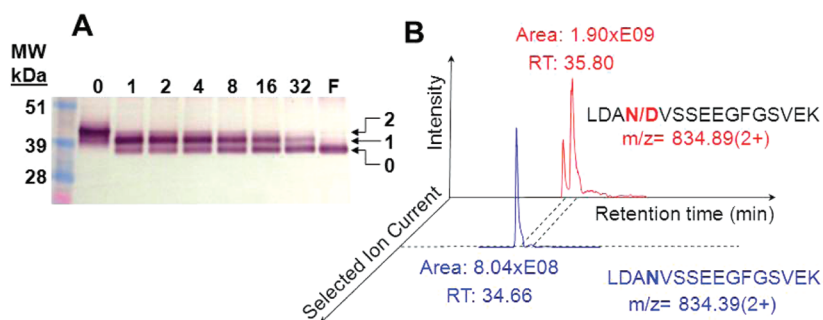 A
MW
kDa
0 1 2 4 8 16 32 F
51
39
28
2
1
0
B
Area: 1.90xE09
RT: 35.80
Intensity
LDAN/DVSSEEGFGSVEK
m/z= 834.89(2+)
Retention time (min)
Selected Ion Current
Area: 8.04xE08
RT: 34.66
LDANVSSEEGFGSVEK
m/z= 834.39(2+)